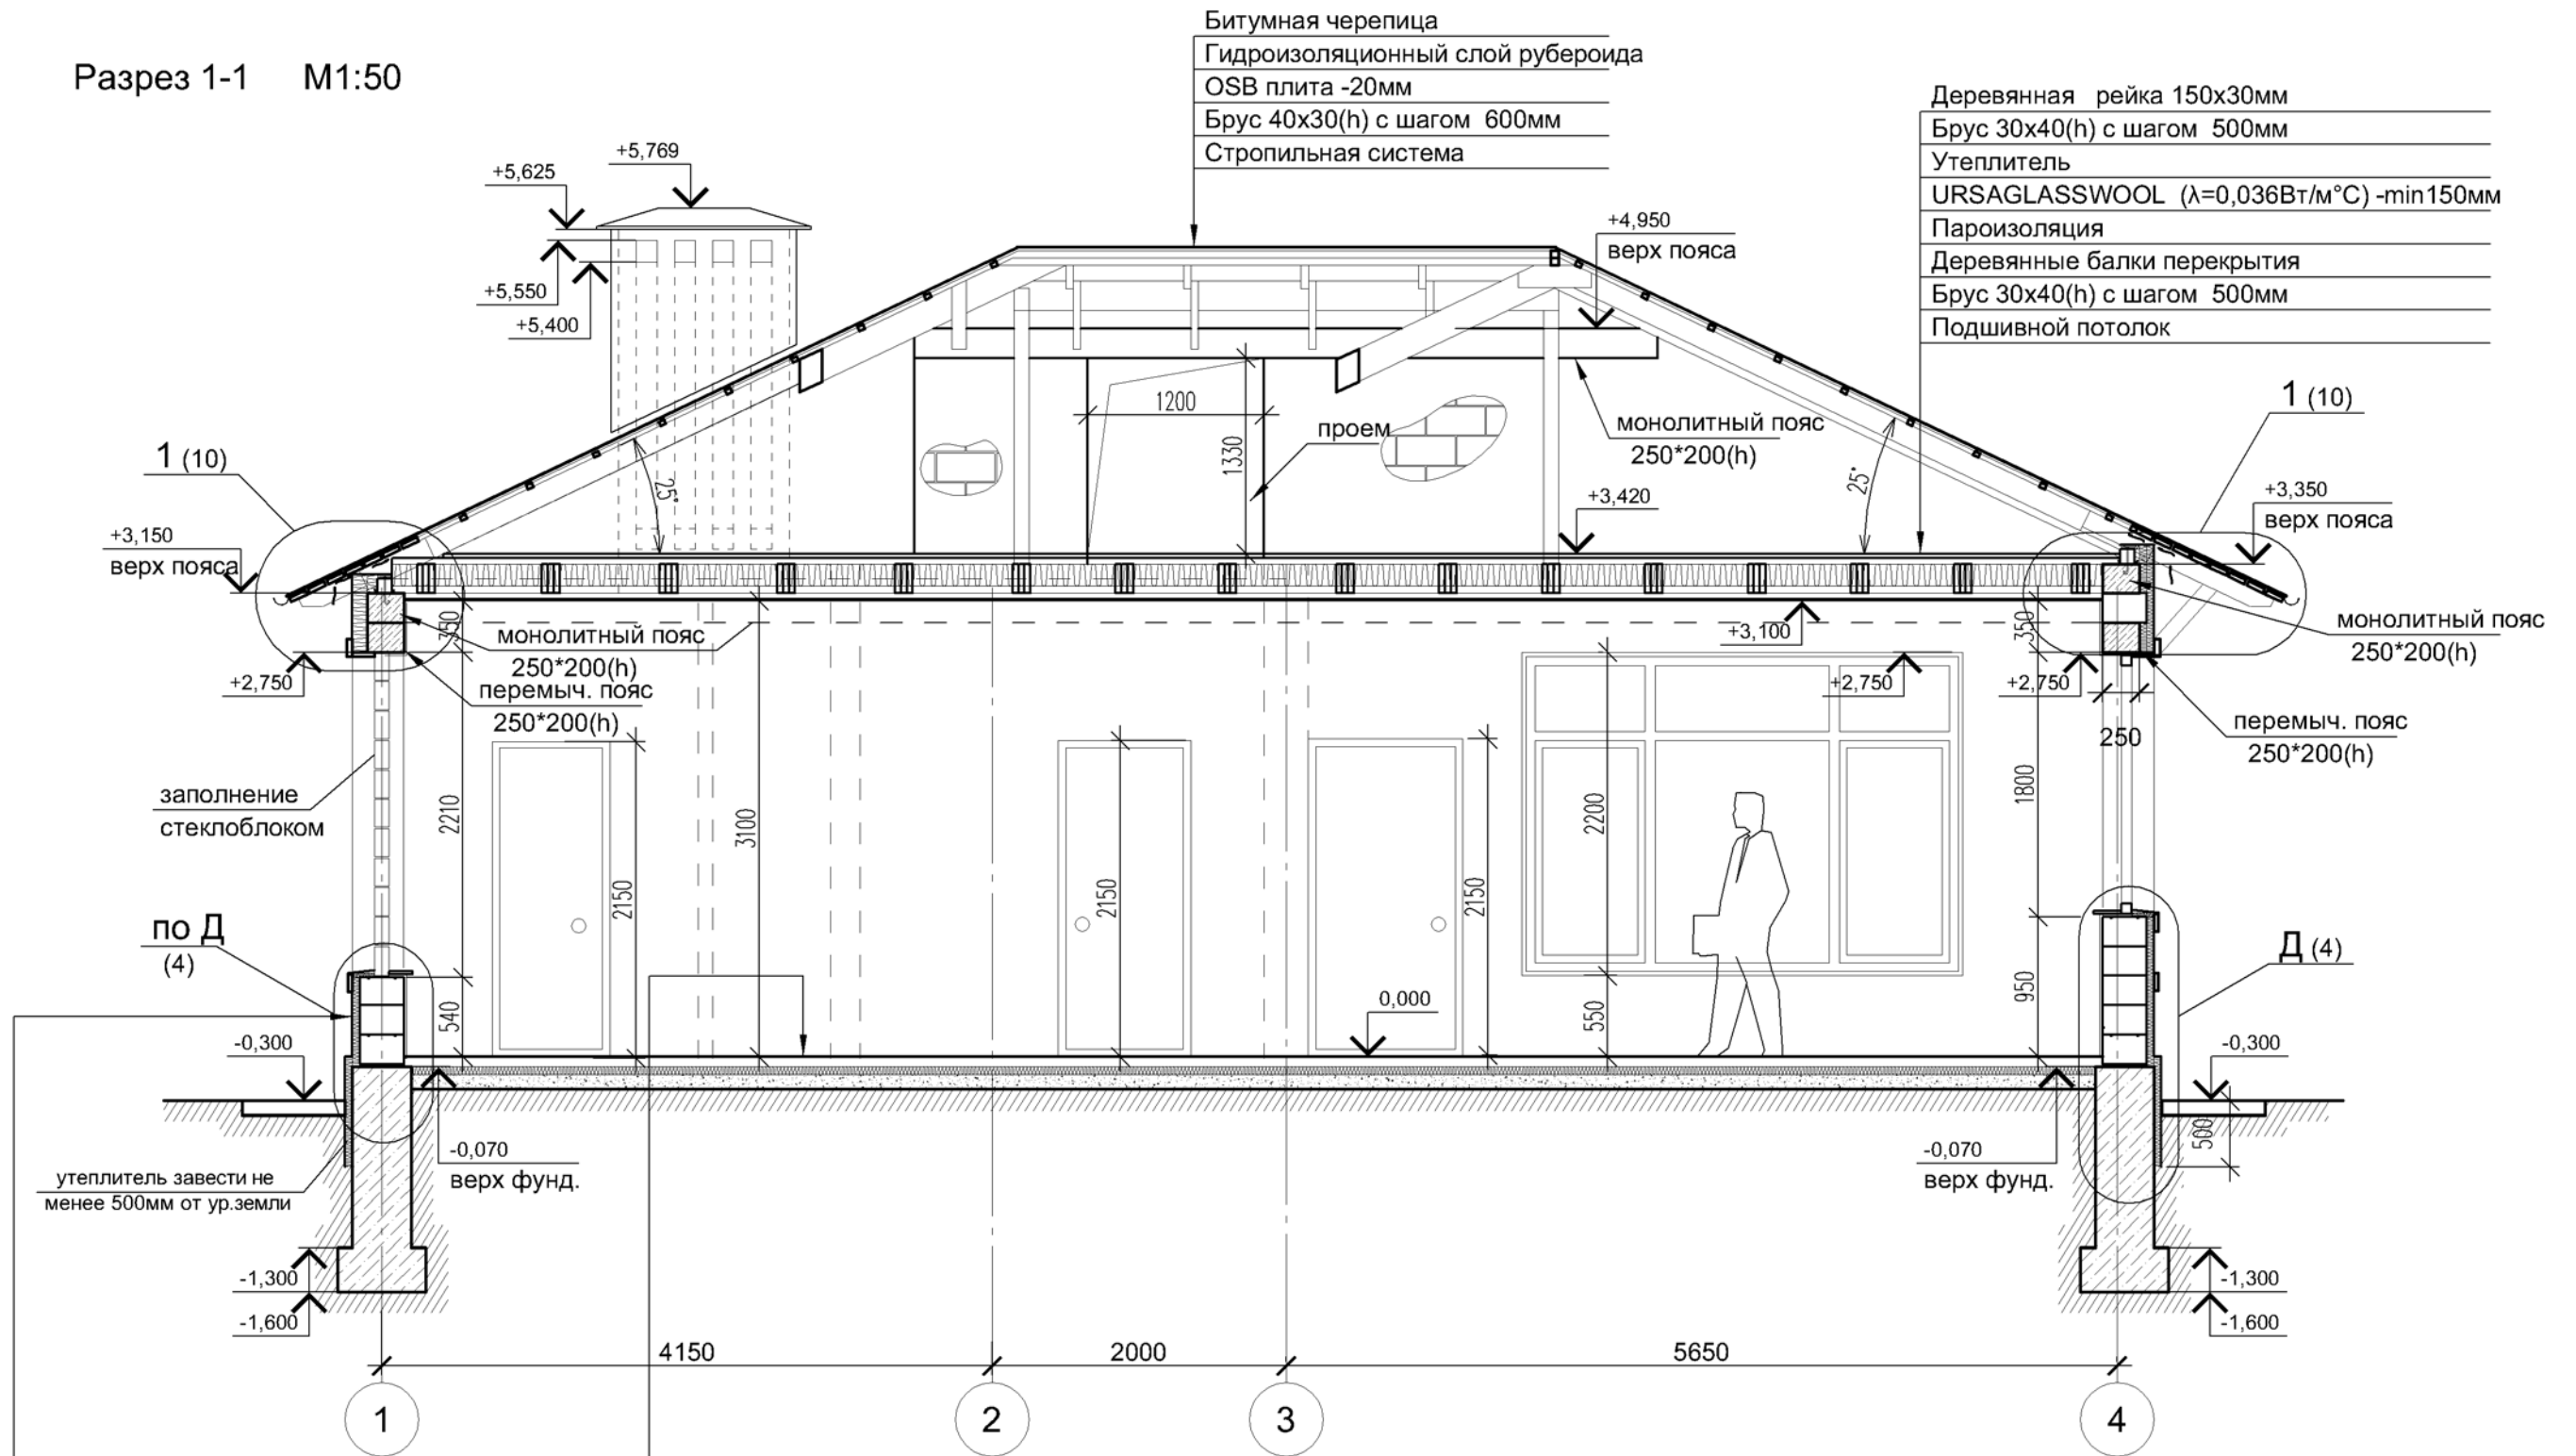 Разрез 1-1 М1:50
Битумная черепица
Гидроизоляционный слой рубероида
OSB плита -20мм
Брус 40х30(h) с шагом 600мм
Стропильная система
Деревянная рейка 150х30мм
Брус 30х40(h) с шагом 500мм
Утеплитель
URSAGLASSWOOL (λ=0,036Вт/м°С) -min150мм
Пароизоляция
Деревянные балки перекрытия
Брус 30х40(h) с шагом 500мм
Подшивной потолок
+5,769
+5,625
+5,550
+5,400
+4,950
верх пояса
1 (10)
1 (10)
1200
1330
проем
монолитный пояс
250*200(h)
25°
25°
+3,420
+3,150
верх пояса
+3,350
верх пояса
350
монолитный пояс
250*200(h)
перемыч. пояс
250*200(h)
+2,750
+3,100
+2,750
+2,750
350
монолитный пояс
250*200(h)
250
перемыч. пояс
250*200(h)
заполнение
стеклоблоком
2210
3100
2200
1800
2150
2150
2150
по Д
(4)
Д (4)
540
550
950
0,000
-0,300
-0,300
500
-0,070
верх фунд.
-0,070
верх фунд.
утеплитель завести не
менее 500мм от ур.земли
-1,300
-1,600
-1,300
-1,600
4150
2000
5650
1
2
3
4